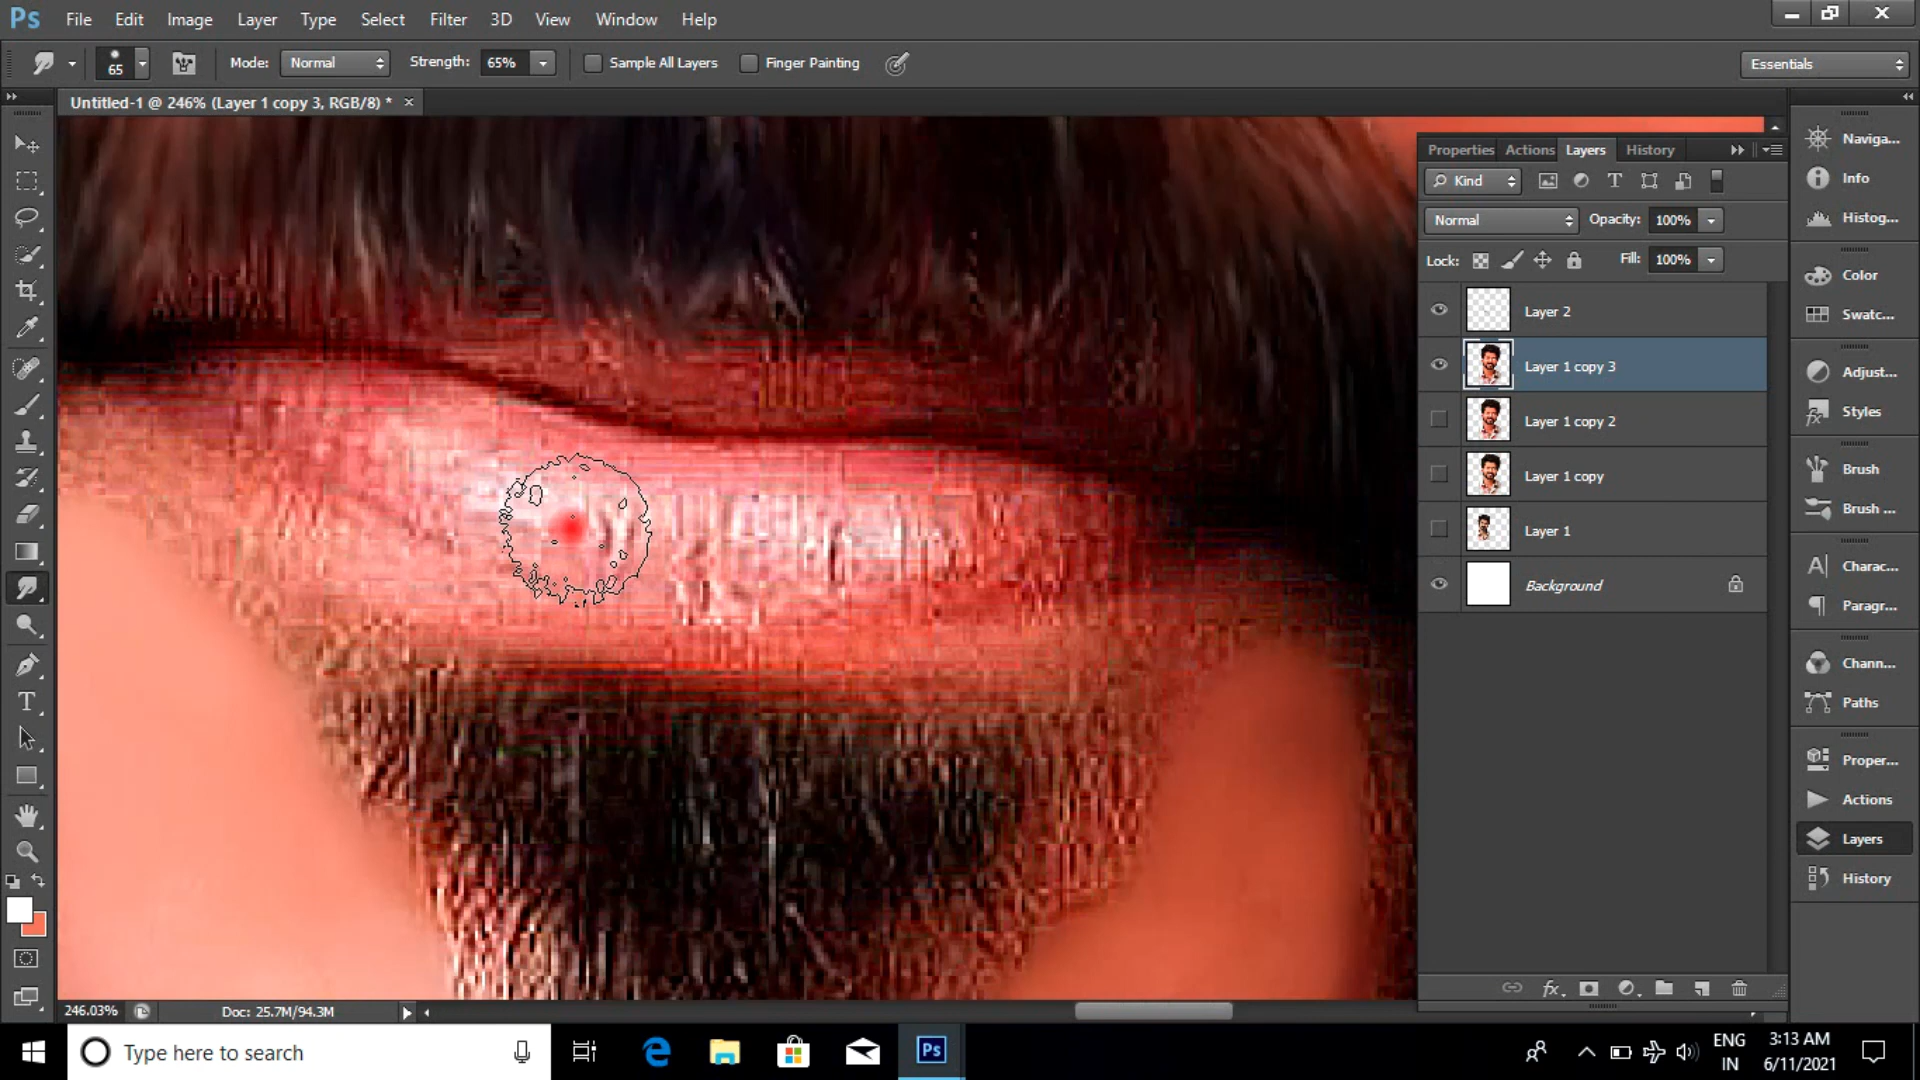 Ps File Edit Image Layer Type Select Filter 3D View Window Help
65 Mode: Normal Strength: 65% Sample All Layers Finger Painting Essentials
Untitled-1 @ 246% (Layer 1 copy 3, RGB/8) * ×
Properties Actions Layers History
Kind
Normal Opacity: 100%
Lock: Fill: 100%
Layer 2
Layer 1 copy 3
Layer 1 copy 2
Layer 1 copy
Layer 1
Background
Naviga...
Info
Histog...
Color
Swatc...
Adjust...
Styles
Brush
Brush ...
Charac...
Paragr...
Chann...
Paths
Proper...
Actions
Layers
History
246.03% Doc: 25.7M/94.3M
Type here to search
Ps
ENG
IN
3:13 AM
6/11/2021